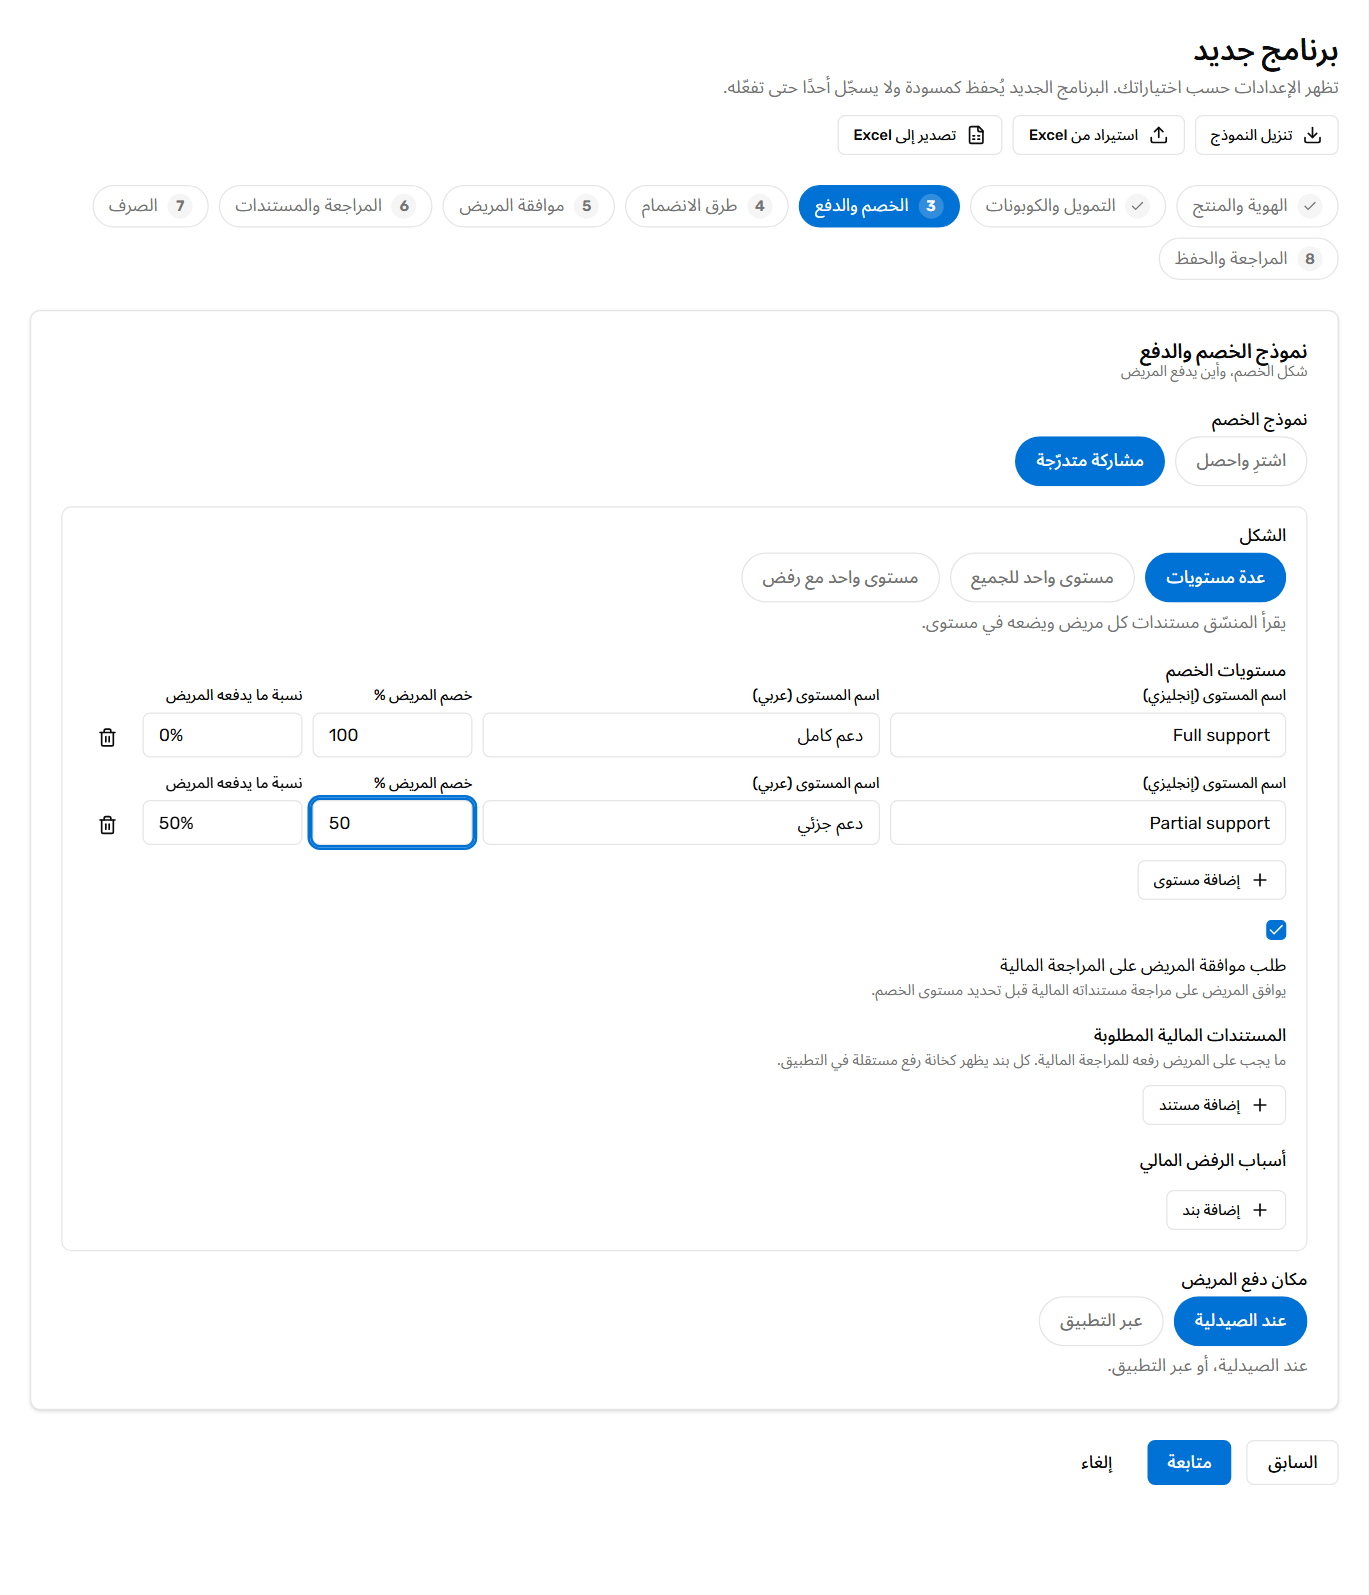 برنامج جديد
تظهر الإعدادات حسب اختياراتك. البرنامج الجديد يُحفظ كمسودة ولا يسجّل أحدًا حتى تفعّله.
تنزيل النموذج استيراد من Excel تصدير إلى Excel
الهوية والمنتج التمويل والكوبونات 3 الخصم والدفع 4 طرق الانضمام 5 موافقة المريض 6 المراجعة والمستندات 7 الصرف
8 المراجعة والحفظ
نموذج الخصم والدفع
شكل الخصم، وأين يدفع المريض
نموذج الخصم
اشترِ واحصل مشاركة متدرّجة
الشكل
عدة مستويات مستوى واحد للجميع مستوى واحد مع رفض
يقرأ المنسّق مستندات كل مريض ويضعه في مستوى.
مستويات الخصم
اسم المستوى (إنجليزي) اسم المستوى (عربي) خصم المريض % نسبة ما يدفعه المريض
Full support دعم كامل 100 0%
اسم المستوى (إنجليزي) اسم المستوى (عربي) خصم المريض % نسبة ما يدفعه المريض
Partial support دعم جزئي 50 50%
إضافة مستوى
طلب موافقة المريض على المراجعة المالية
يوافق المريض على مراجعة مستنداته المالية قبل تحديد مستوى الخصم.
المستندات المالية المطلوبة
ما يجب على المريض رفعه للمراجعة المالية. كل بند يظهر كخانة رفع مستقلة في التطبيق.
إضافة مستند
أسباب الرفض المالي
إضافة بند
مكان دفع المريض
عند الصيدلية عبر التطبيق
عند الصيدلية، أو عبر التطبيق.
السابق متابعة إلغاء